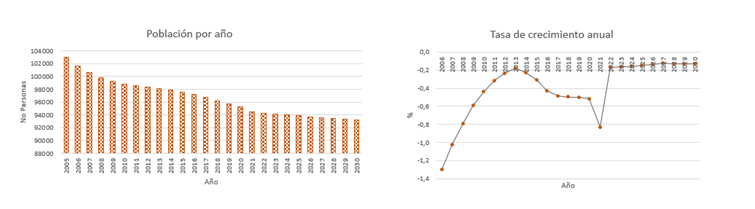 Población por año
104000
102000
100000
98000
96000
94000
92000
90000
88000
No Personas
2005 2006 2007 2008 2009 2010 2011 2012 2013 2014 2015 2016 2017 2018 2019 2020 2021 2022 2023 2024 2025 2026 2027 2028 2029 2030
Año
Tasa de crecimiento anual
0,0
-0,2
-0,4
-0,6
-0,8
-1,0
-1,2
-1,4
%
2006 2007 2008 2009 2010 2011 2012 2013 2014 2015 2016 2017 2018 2019 2020 2021 2022 2023 2024 2025 2026 2027 2028 2029 2030
Año